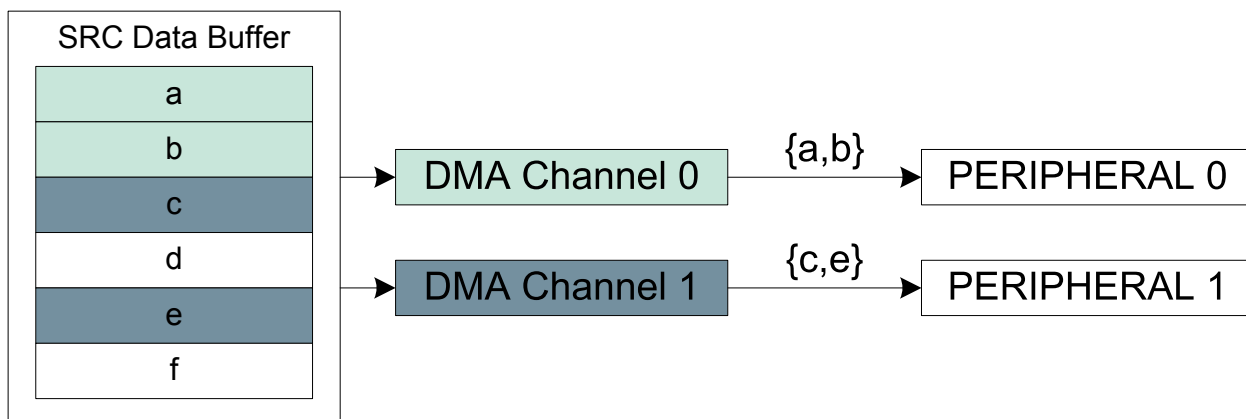 SRC Data Buffer
a
b
c
d
e
f
DMA Channel 0
{a,b}
PERIPHERAL 0
DMA Channel 1
{c,e}
PERIPHERAL 1